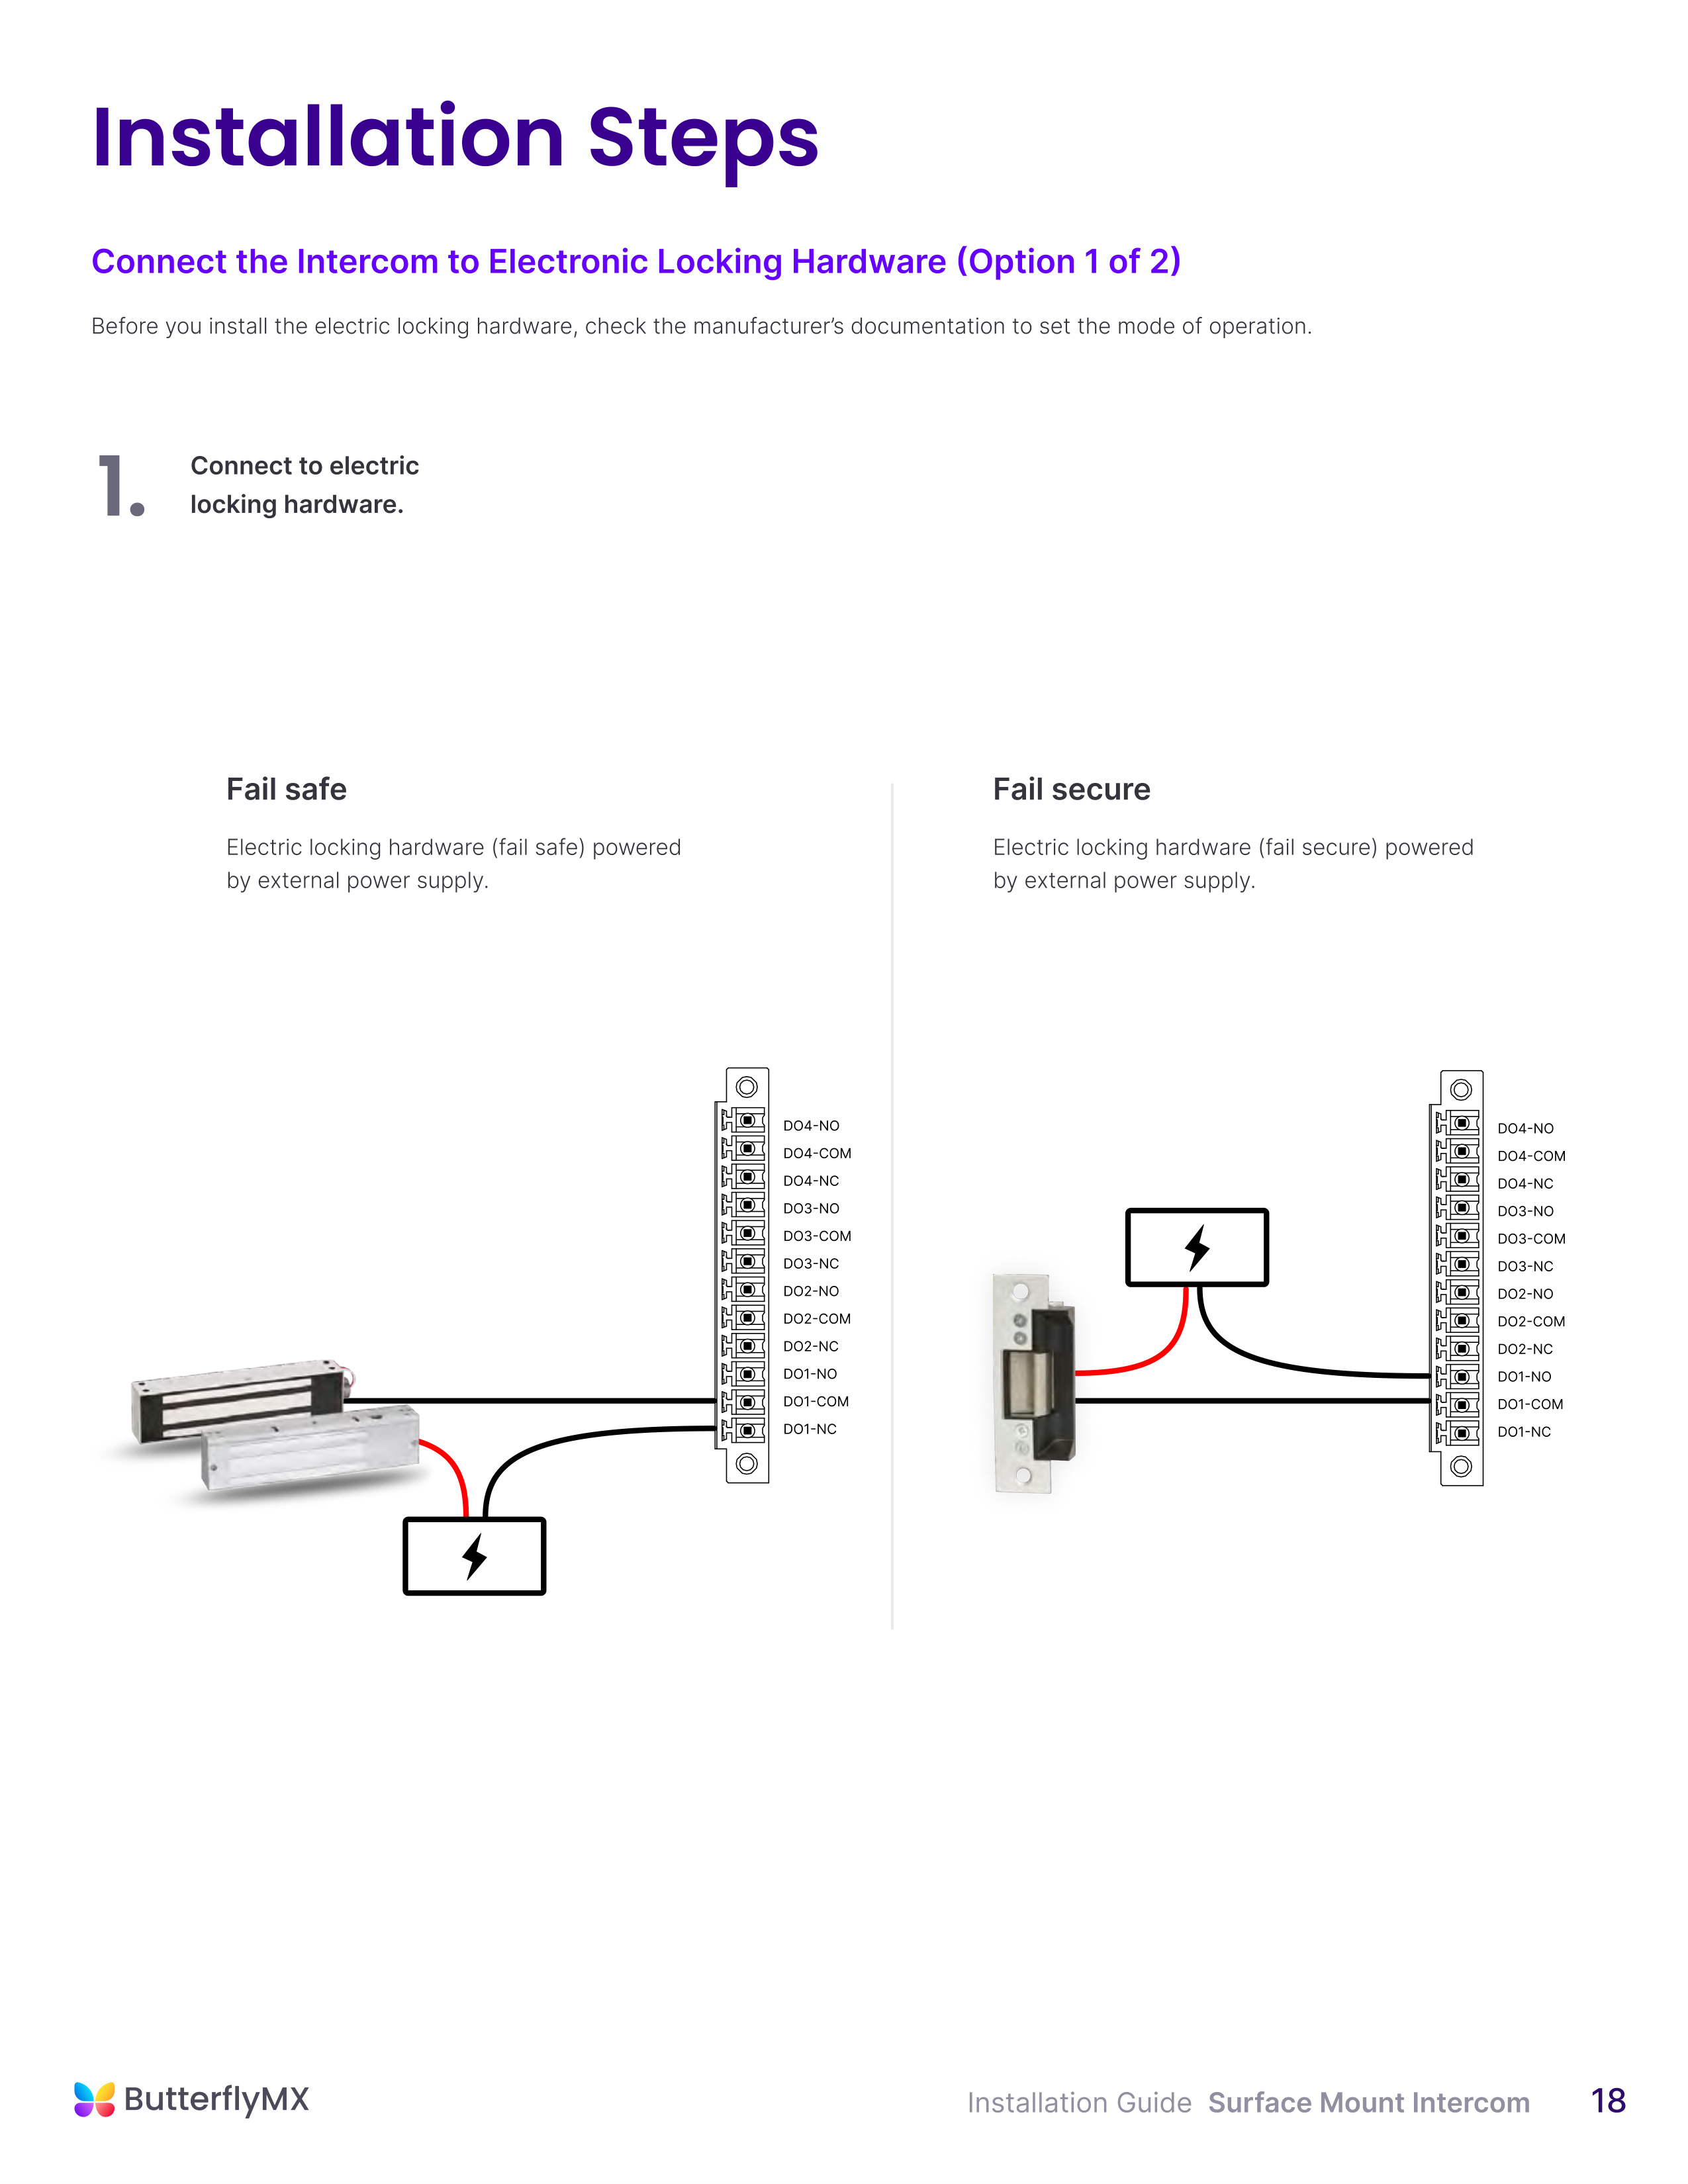 Installation Steps
Connect the Intercom to Electronic Locking Hardware (Option 1 of 2)
Before you install the electric locking hardware, check the manufacturer’s documentation to set the mode of operation.
1.
Connect to electric
locking hardware.
Fail safe
Electric locking hardware (fail safe) powered
by external power supply.
DO4-NO
DO4-COM
DO4-NC
DO3-NO
DO3-COM
DO3-NC
DO2-NO
DO2-COM
DO2-NC
DO1-NO
DO1-COM
DO1-NC
Fail secure
Electric locking hardware (fail secure) powered
by external power supply.
DO4-NO
DO4-COM
DO4-NC
DO3-NO
DO3-COM
DO3-NC
DO2-NO
DO2-COM
DO2-NC
DO1-NO
DO1-COM
DO1-NC
ButterflyMX
Installation Guide Surface Mount Intercom 18